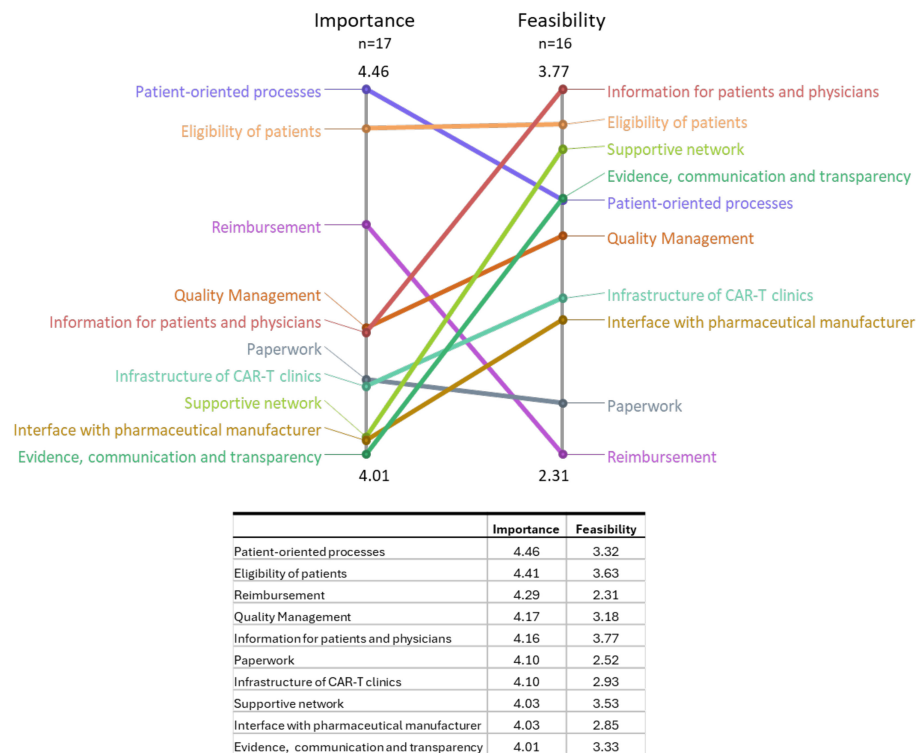 Importance Feasibility
n=17 n=16
4.46 3.77
Patient-oriented processes Information for patients and physicians
Eligibility of patients Eligibility of patients
Supportive network
Evidence, communication and transparency
Patient-oriented processes
Reimbursement Quality Management
Quality Management Infrastructure of CAR-T clinics
Information for patients and physicians Interface with pharmaceutical manufacturer
Paperwork
Infrastructure of CAR-T clinics
Supportive network Paperwork
Interface with pharmaceutical manufacturer
Evidence, communication and transparency Reimbursement
4.01 2.31
Importance Feasibility
Patient-oriented processes 4.46 3.32
Eligibility of patients 4.41 3.63
Reimbursement 4.29 2.31
Quality Management 4.17 3.18
Information for patients and physicians 4.16 3.77
Paperwork 4.10 2.52
Infrastructure of CAR-T clinics 4.10 2.93
Supportive network 4.03 3.53
Interface with pharmaceutical manufacturer 4.03 2.85
Evidence, communication and transparency 4.01 3.33